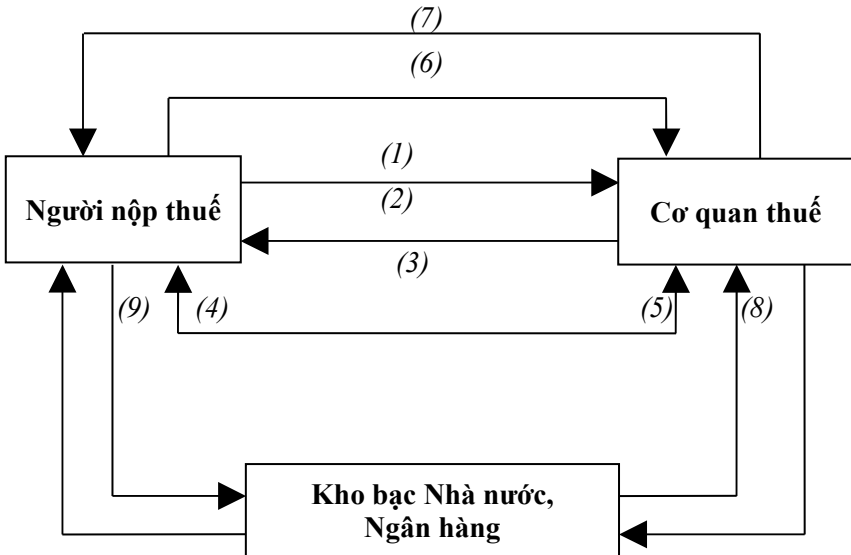 (7)
(6)
(1)
Người nộp thuế
(2)
Cơ quan thuế
(3)
(9)
(4)
(5)
(8)
Kho bạc Nhà nước,
Ngân hàng